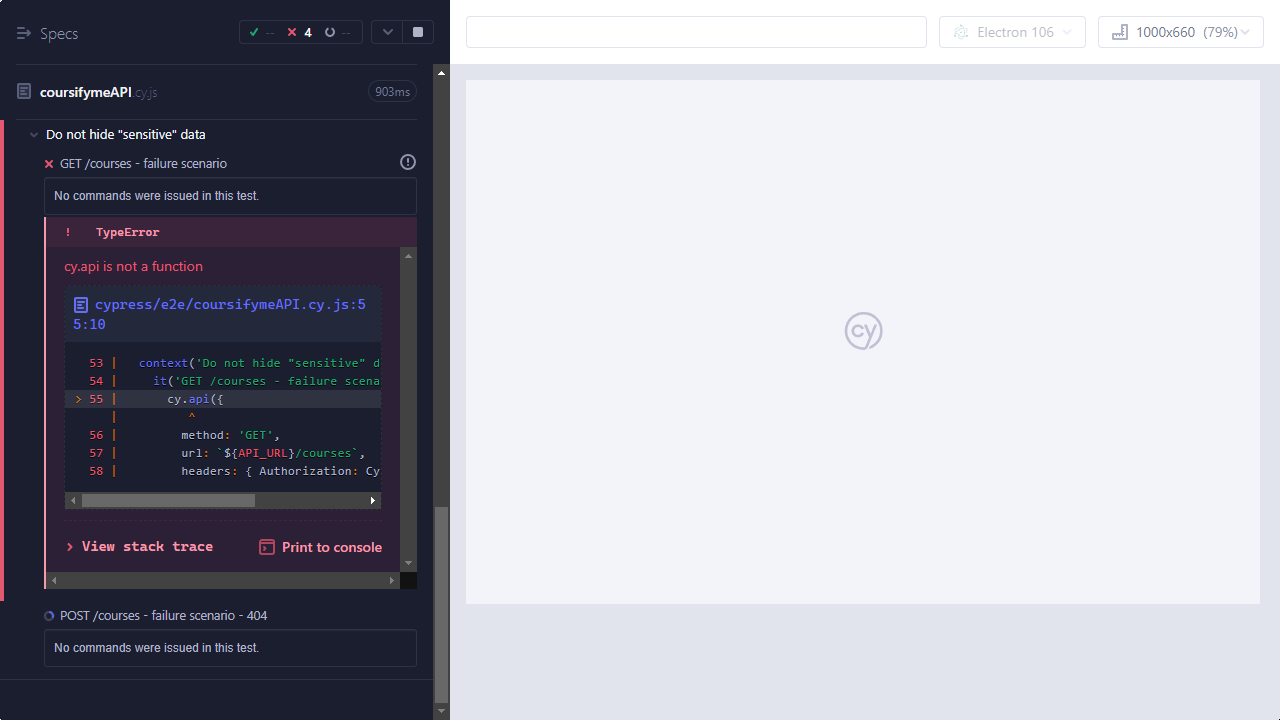 Specs
-- 4 --
Electron 106
1000x660 (79%)
coursifymeAPI.cy.js
903ms
Do not hide "sensitive" data
GET /courses - failure scenario
No commands were issued in this test.
! TypeError
cy.api is not a function
cypress/e2e/coursifymeAPI.cy.js:5
5:10
53 | context('Do not hide "sensitive" d
54 | it('GET /courses - failure scena
> 55 | cy.api({
| ^
56 | method: 'GET',
57 | url: `${API_URL}/courses`,
58 | headers: { Authorization: Cy
> View stack trace
Print to console
POST /courses - failure scenario - 404
No commands were issued in this test.
cy